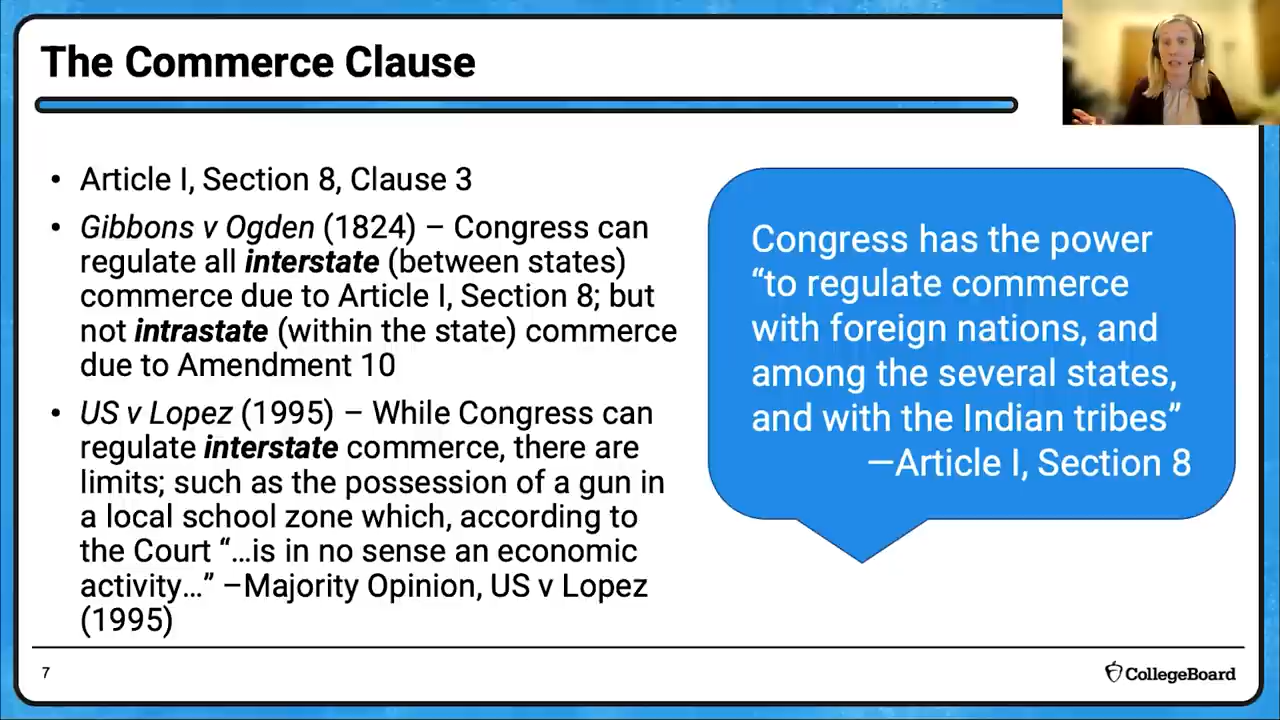 The Commerce Clause
• Article I, Section 8, Clause 3
• Gibbons v Ogden (1824) – Congress can
regulate all interstate (between states)
commerce due to Article I, Section 8; but
not intrastate (within the state) commerce
due to Amendment 10
• US v Lopez (1995) – While Congress can
regulate interstate commerce, there are
limits; such as the possession of a gun in
a local school zone which, according to
the Court “…is in no sense an economic
activity…” –Majority Opinion, US v Lopez
(1995)
Congress has the power
“to regulate commerce
with foreign nations, and
among the several states,
and with the Indian tribes”
—Article I, Section 8
7
CollegeBoard